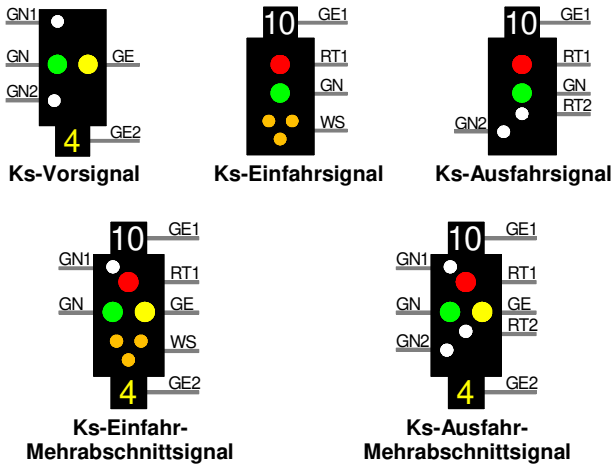 GN1
GN
GE
GN2
4
GE2
Ks-Vorsignal
10
GE1
RT1
GN
WS
Ks-Einfahrsignal
10
GE1
RT1
GN
RT2
GN2
Ks-Ausfahrsignal
10
GE1
GN1
RT1
GN
GE
WS
4
GE2
Ks-Einfahr-
Mehrabschnittsignal
10
GE1
GN1
RT1
GN
GE
RT2
GN2
4
GE2
Ks-Ausfahr-
Mehrabschnittsignal